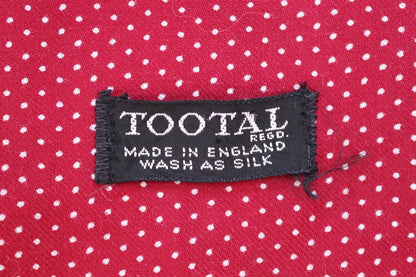 TOOTAL
REGD.
MADE IN ENGLAND
WASH AS SILK